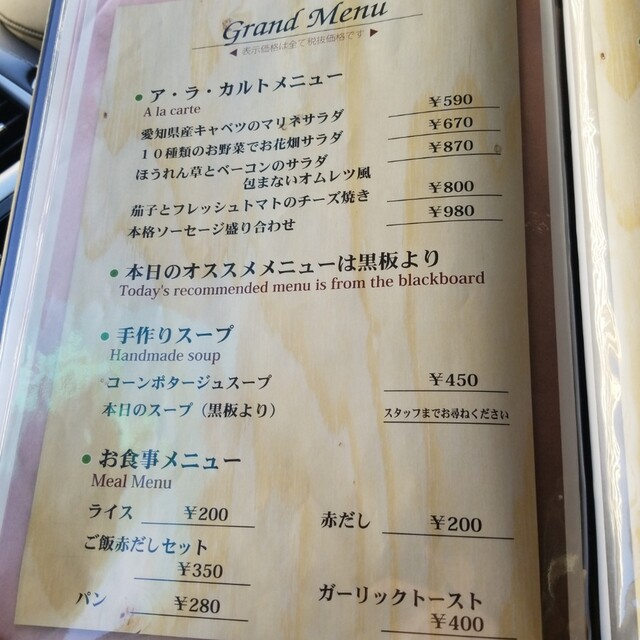 Grand Menu
◀ 表示価格は全て税抜価格です ▶
● ア・ラ・カルトメニュー
A la carte
愛知県産キャベツのマリネサラダ ¥590
10種類のお野菜でお花畑サラダ ¥670
ほうれん草とベーコンのサラダ ¥870
包まないオムレツ風
茄子とフレッシュトマトのチーズ焼き ¥800
本格ソーセージ盛り合わせ ¥980
● 本日のオススメメニューは黒板より
Today's recommended menu is from the blackboard
● 手作りスープ
Handmade soup
コーンポタージュスープ ¥450
本日のスープ（黒板より） スタッフまでお尋ねください
● お食事メニュー
Meal Menu
ライス ¥200 赤だし ¥200
ご飯赤だしセット
¥350
パン ¥280 ガーリックトースト
¥400